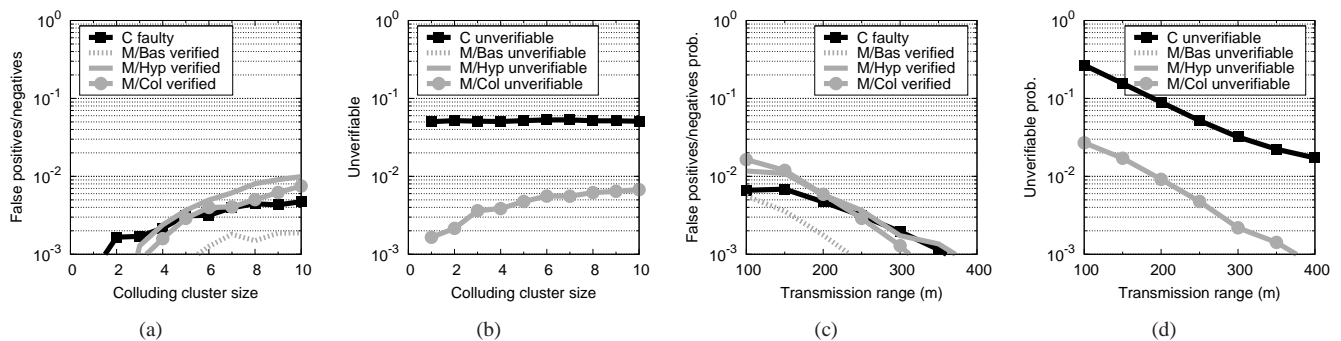 False positives/negatives
10^0
10^-1
10^-2
10^-3
C faulty
M/Bas verified
M/Hyp verified
M/Col verified
0 2 4 6 8 10
Colluding cluster size
(a)
Unverifiable
10^0
10^-1
10^-2
10^-3
C unverifiable
M/Bas unverifiable
M/Hyp unverifiable
M/Col unverifiable
0 2 4 6 8 10
Colluding cluster size
(b)
False positives/negatives prob.
10^0
10^-1
10^-2
10^-3
C faulty
M/Bas verified
M/Hyp verified
M/Col verified
100 200 300 400
Transmission range (m)
(c)
Unverifiable prob.
10^0
10^-1
10^-2
10^-3
C unverifiable
M/Bas unverifiable
M/Hyp unverifiable
M/Col unverifiable
100 200 300 400
Transmission range (m)
(d)